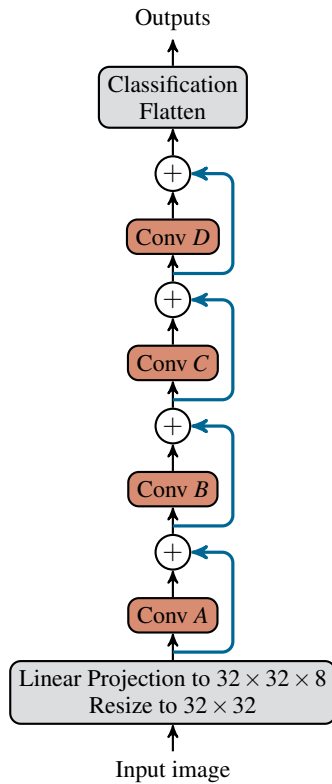 Outputs
Classification
Flatten
+
Conv D
+
Conv C
+
Conv B
+
Conv A
Linear Projection to 32 × 32 × 8
Resize to 32 × 32
Input image